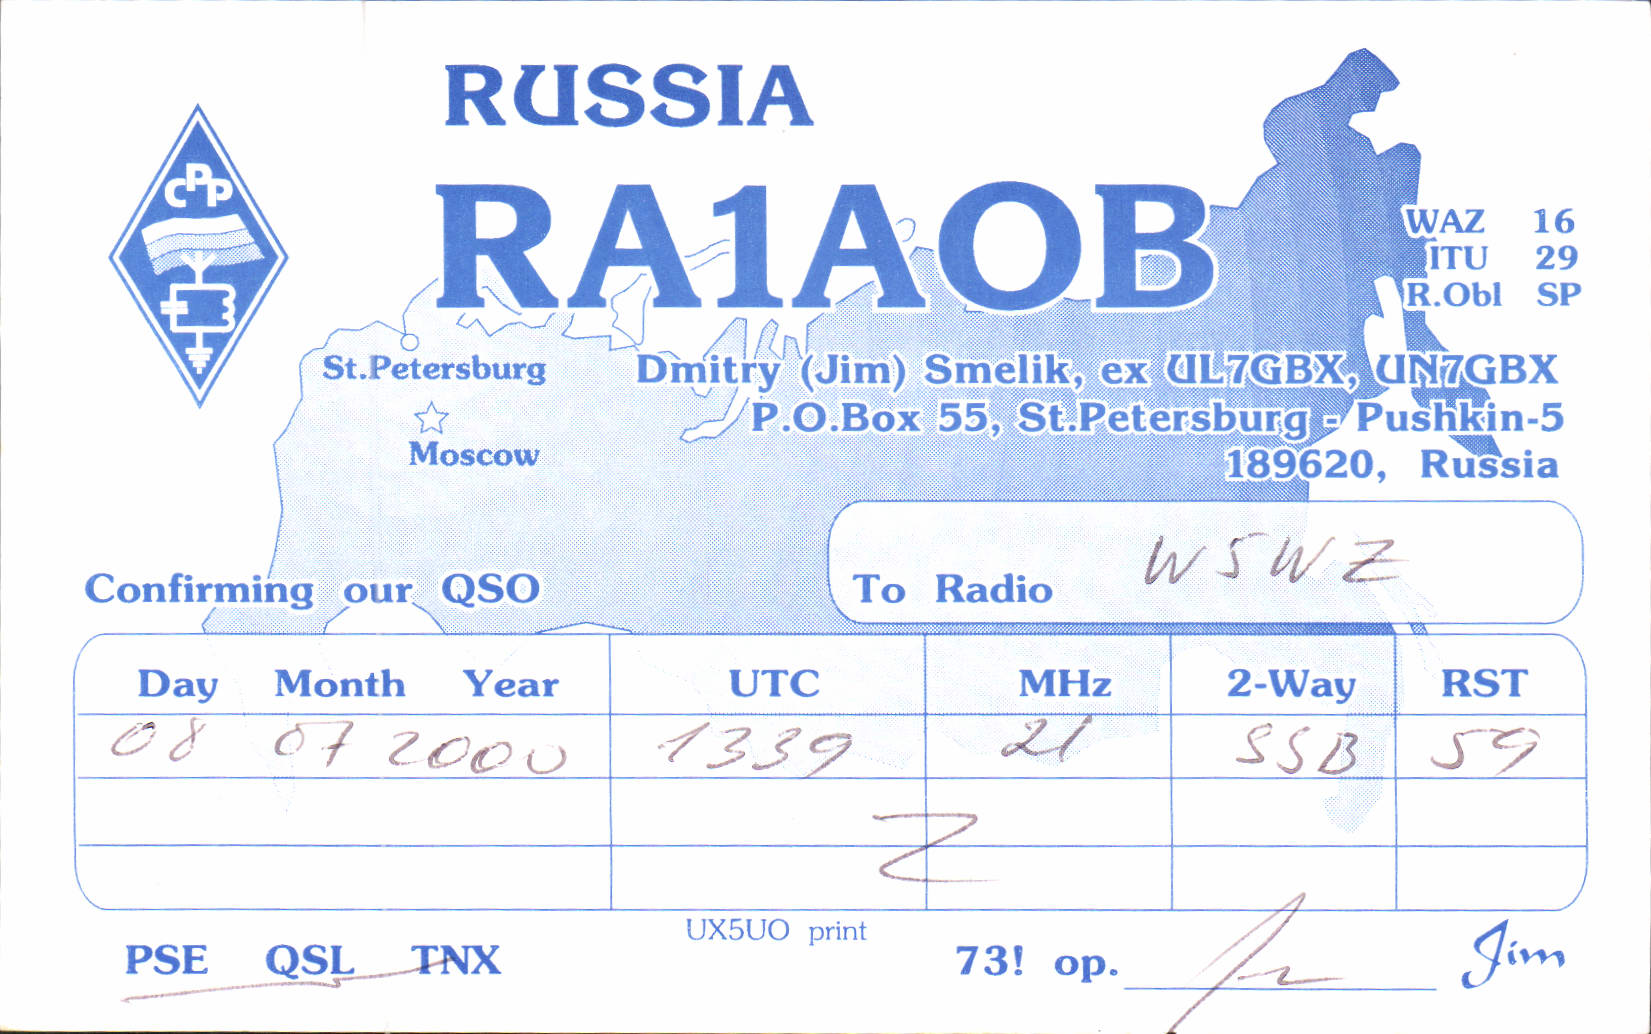 RUSSIA
СРР
RA1AOB
WAZ 16
ITU 29
R.Obl SP
St.Petersburg
Moscow
Dmitry (Jim) Smelik, ex UL7GBX, UN7GBX
P.O.Box 55, St.Petersburg - Pushkin-5
189620, Russia
Confirming our QSO
To Radio W5WZ
Day Month Year UTC MHz 2-Way RST
08 07 2000 1339 21 SSB 59
Z
UX5UO print
PSE QSL TNX
73! op.
Jim